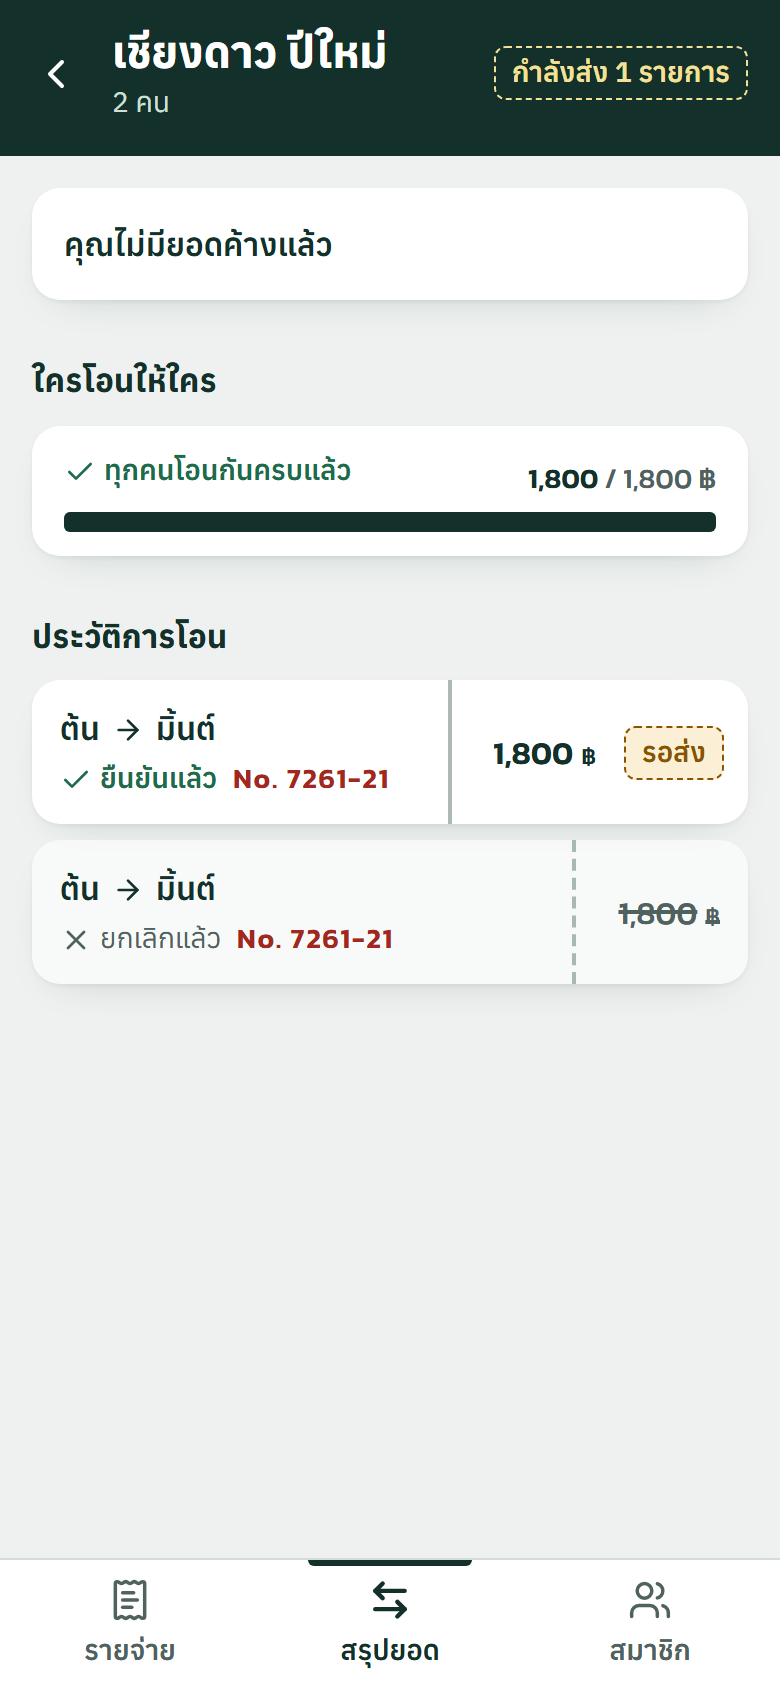 เชียงดาว ปีใหม่
2 คน
กำลังส่ง 1 รายการ
คุณไม่มียอดค้างแล้ว
ใครโอนให้ใคร
ทุกคนโอนกันครบแล้ว
1,800 / 1,800 ฿
ประวัติการโอน
ต้น → มิ้นต์
ยืนยันแล้ว No. 7261-21
1,800 ฿
รอส่ง
ต้น → มิ้นต์
ยกเลิกแล้ว No. 7261-21
1,800 ฿
รายจ่าย
สรุปยอด
สมาชิก